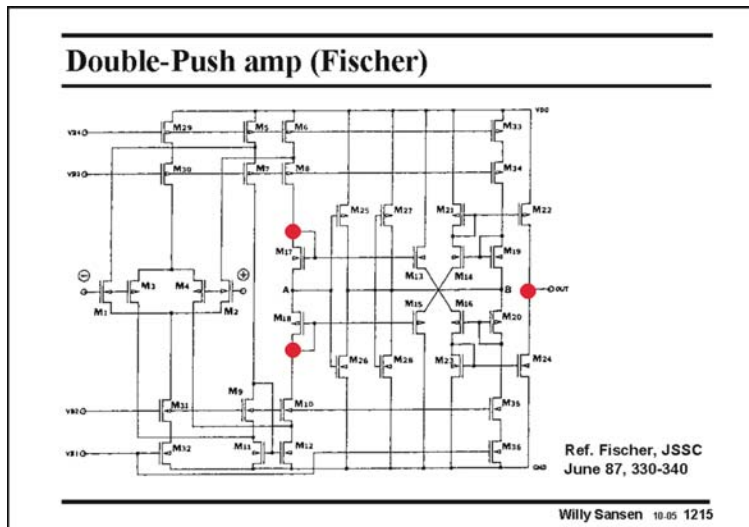 Double-Push amp (Fischer)
VDD
M29 M5 M6 M33
VB4
M30 M7 M8 M34
VB3
M25 M27 M21 M22
M17 M13 M14 M19
M3 M4 A B OUT
M1 M2
M18 M15 M16 M20
M26 M28 M23 M24
M9 M10
VB2 M31 M35
M11 M12
VB1 M32 M36
GND
Ref. Fischer, JSSC
June 87, 330-340
Willy Sansen 10-05 1215